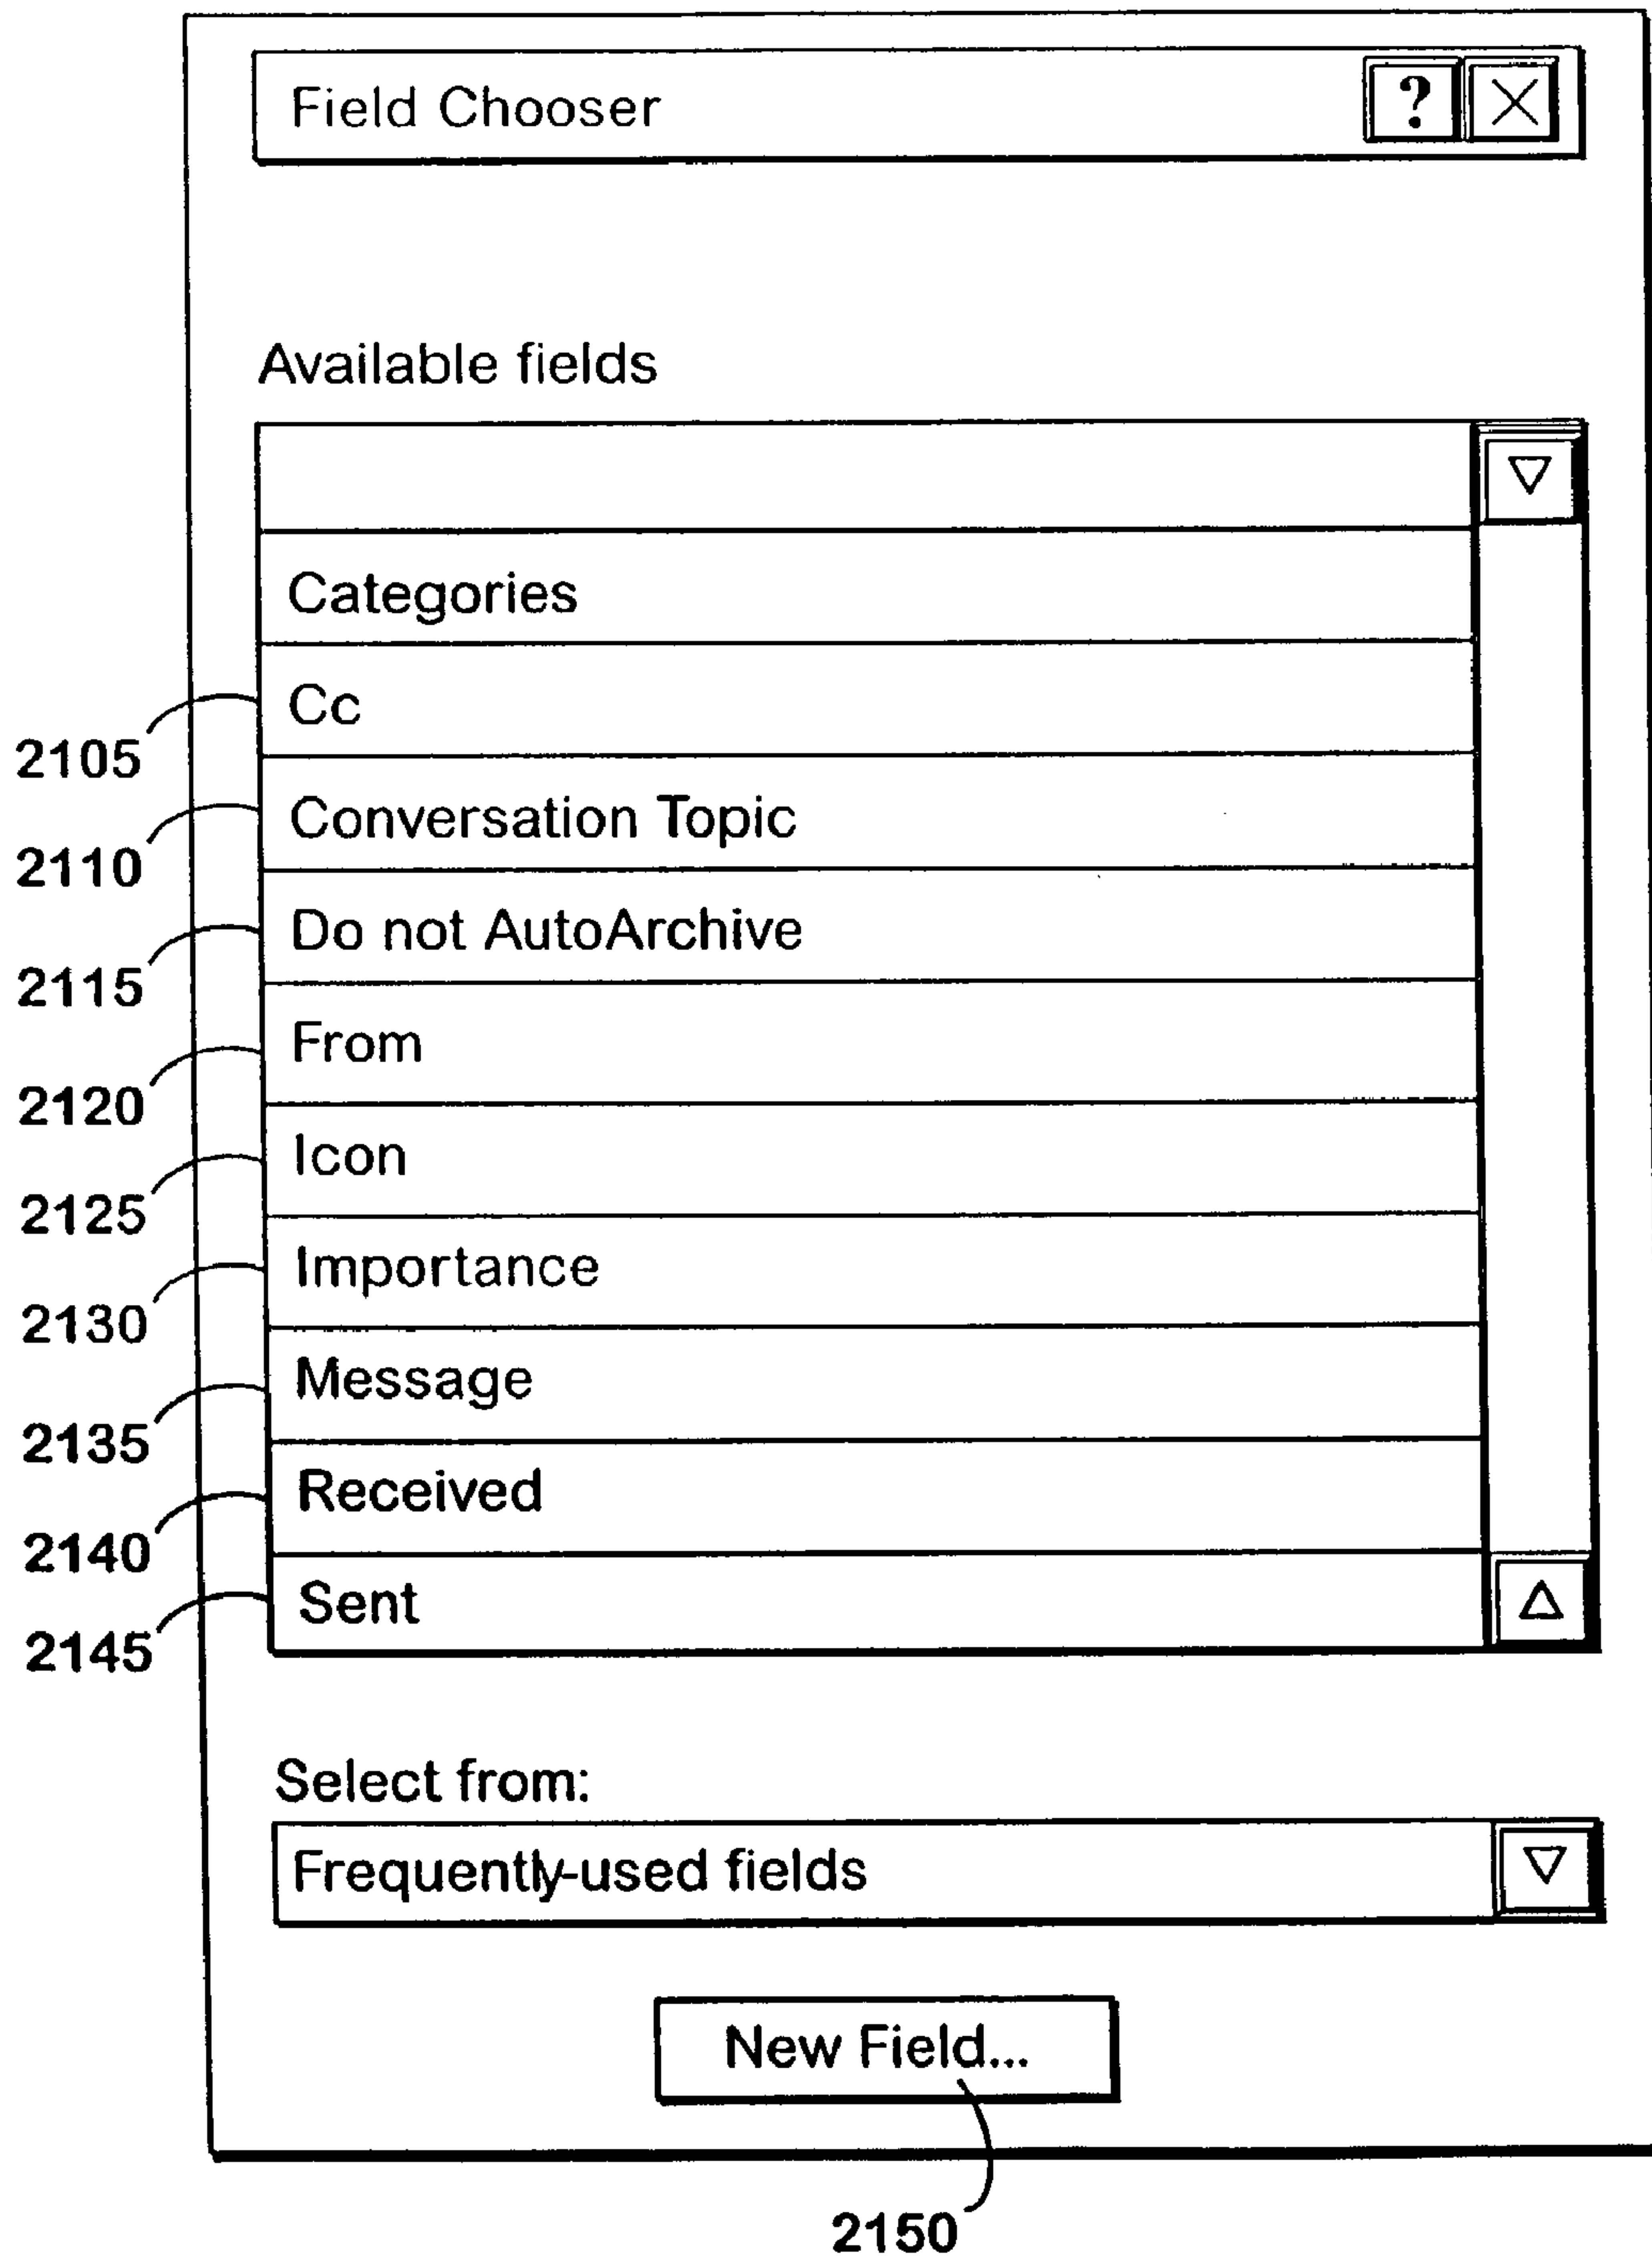 Field Chooser ?
Available fields
Categories
Cc
2105
Conversation Topic
2110
Do not AutoArchive
2115
From
2120
Icon
2125
Importance
2130
Message
2135
Received
2140
Sent
2145
Select from:
Frequently-used fields
New Field...
2150